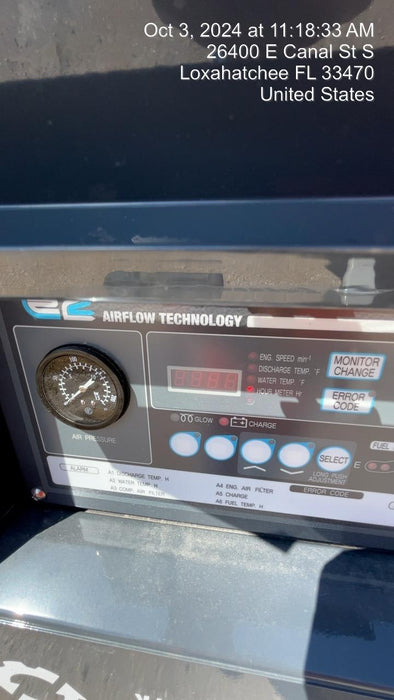 Oct 3, 2024 at 11:18:33 AM
26400 E Canal St S
Loxahatchee FL 33470
United States
AIRFLOW TECHNOLOGY
ENG. SPEED min-1
DISCHARGE TEMP. °F
WATER TEMP. °F
HOUR METER Hr
MONITOR CHANGE
ERROR CODE
GLOW
CHARGE
SELECT
LONG PUSH
ADJUSTMENT
FUEL
E
100
AIR PRESSURE
ALARM
A1 DISCHARGE TEMP. H
A2 WATER TEMP. H
A3 COMP. AIR FILTER
A4 ENG. AIR FILTER
A5 CHARGE
A6 FUEL TEMP. H
ERROR CODE